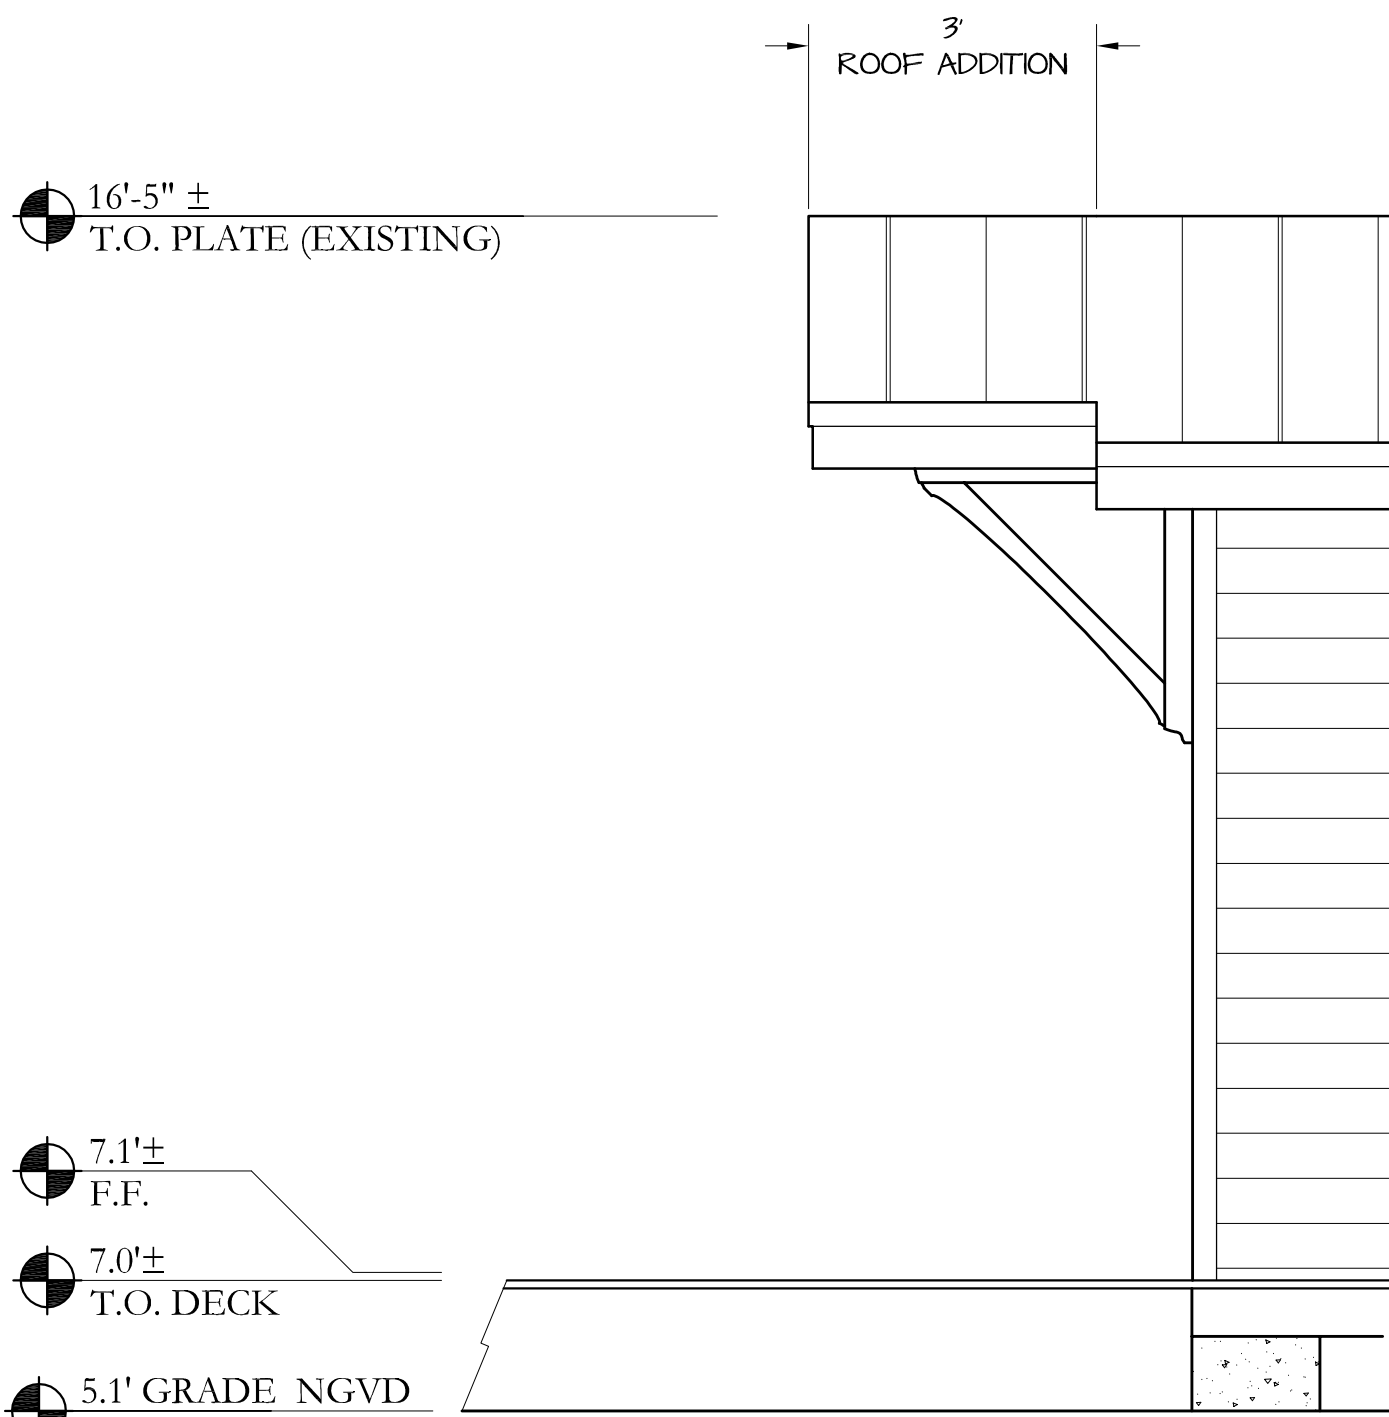 3'
ROOF ADDITION
16'-5" ±
T.O. PLATE (EXISTING)
7.1'±
F.F.
7.0'±
T.O. DECK
5.1' GRADE NGVD